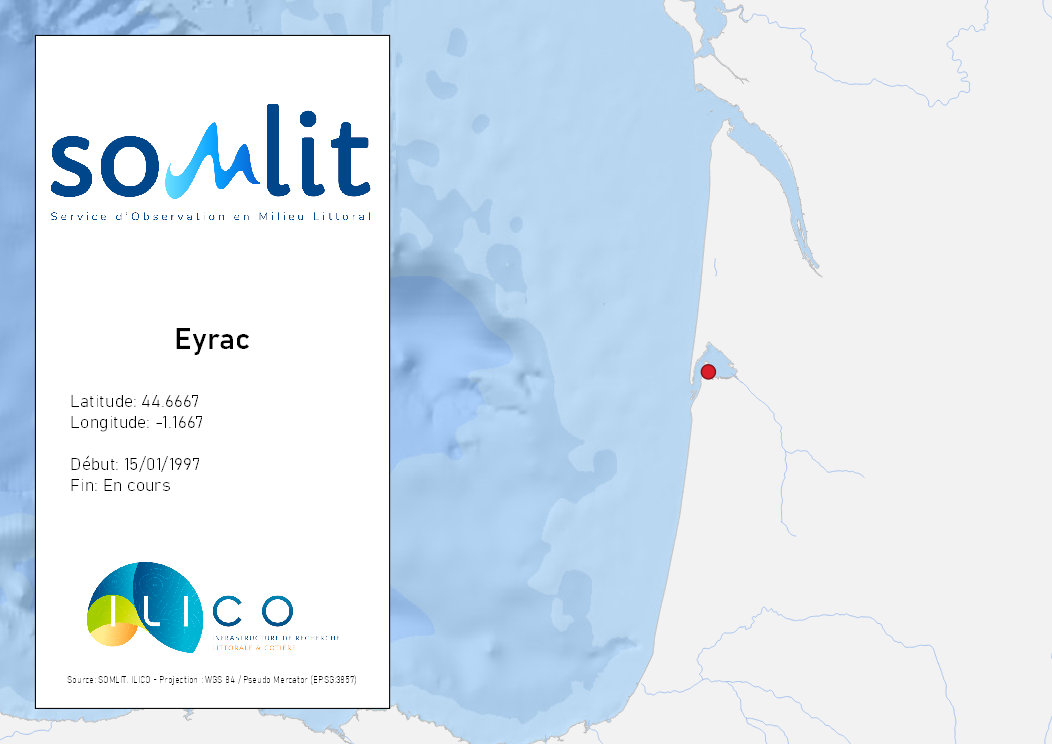 somlit
Service d'Observation en Milieu Littoral
Eyrac
Latitude: 44.6667
Longitude: -1.1667
Début: 15/01/1997
Fin: En cours
ILICO
INFRASTRUCTURE DE RECHERCHE
LITTORALE & CÔTIÈRE
Source: SOMLIT, ILICO - Projection : WGS 84 / Pseudo Mercator (EPSG:3857)